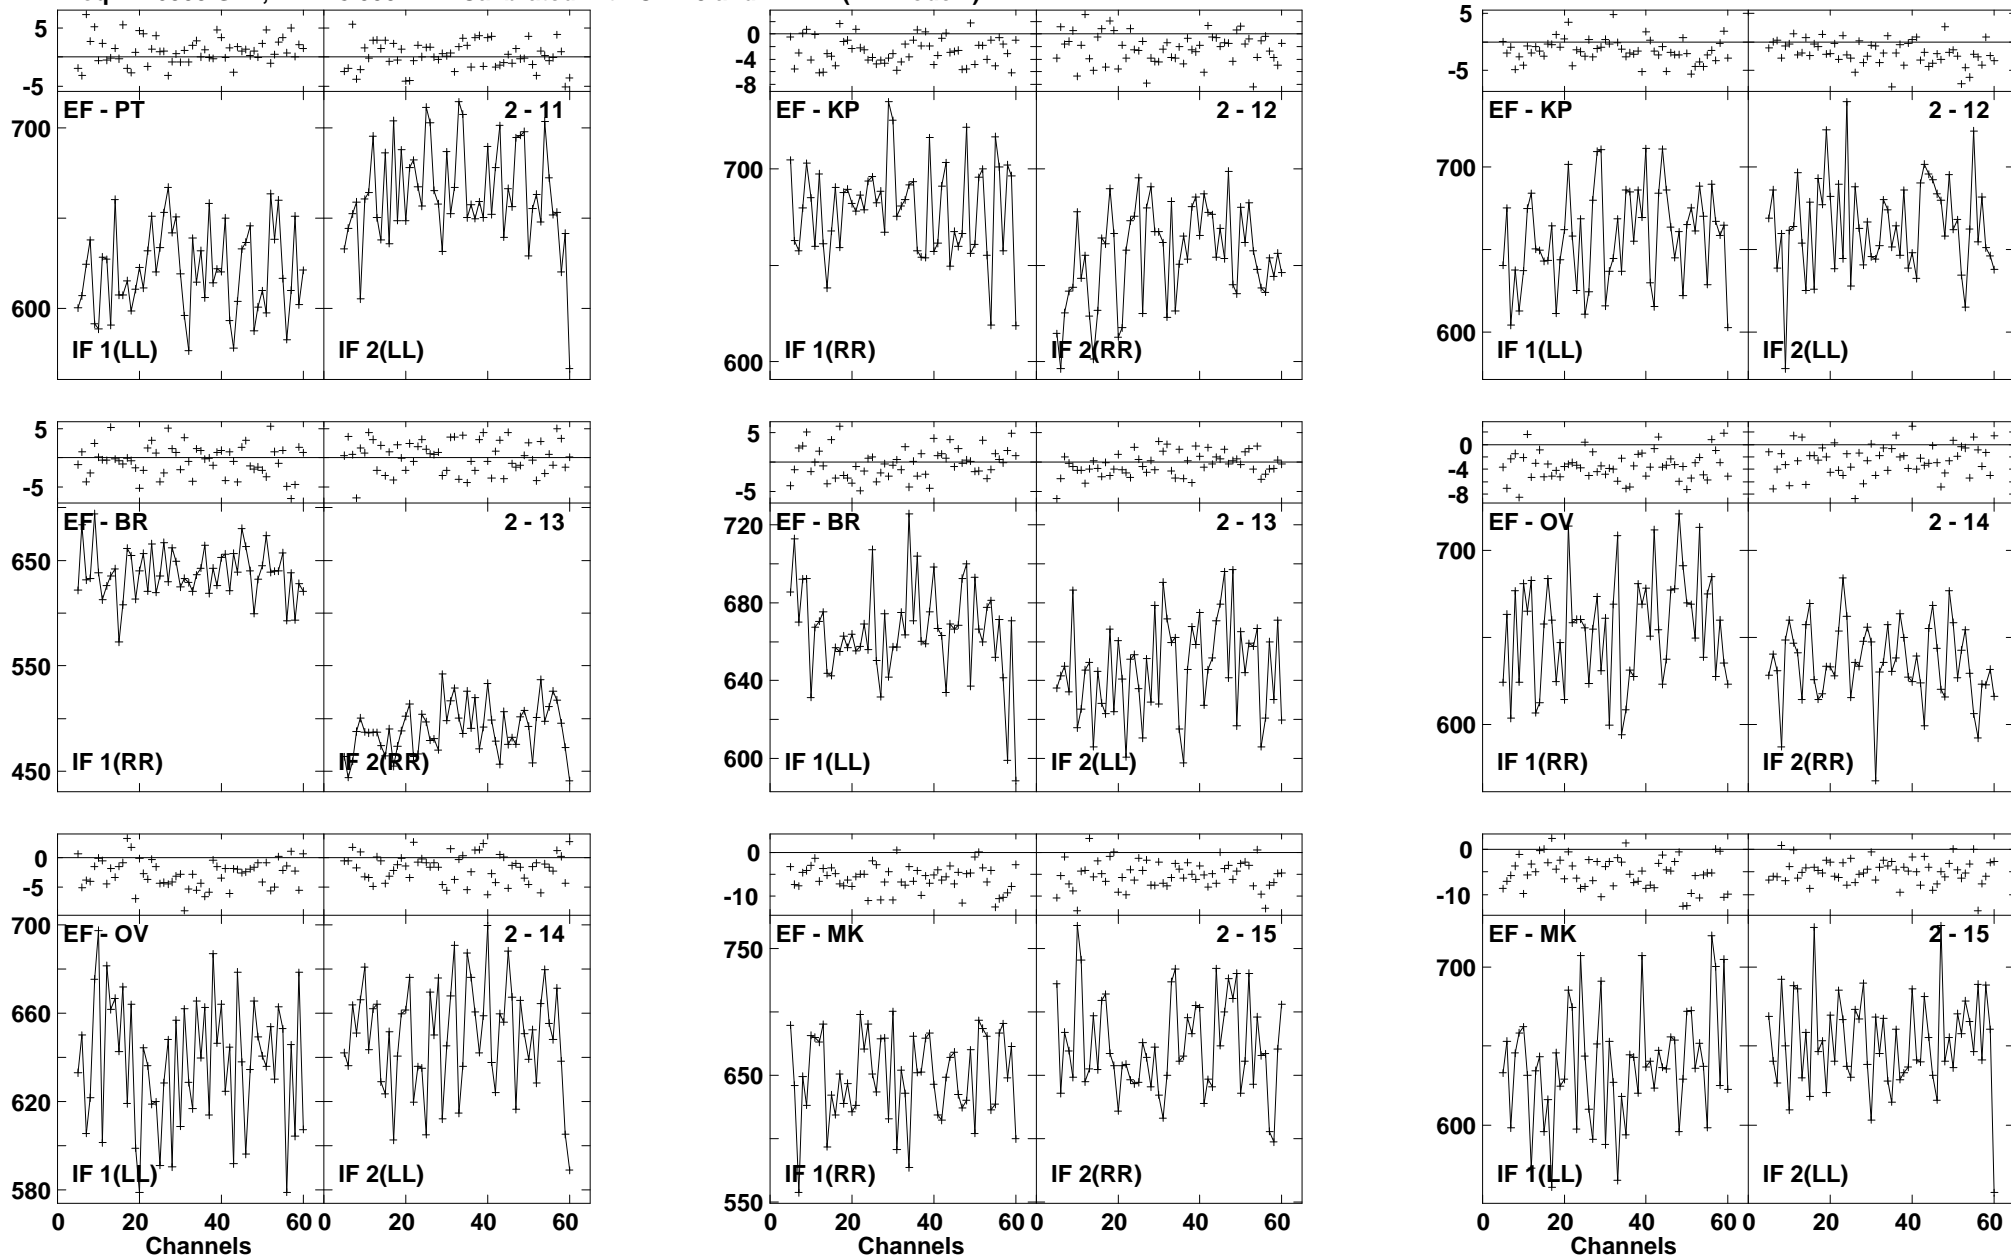 5
-5
EF - PT
2 - 11
700
600
IF 1(LL)
IF 2(LL)
0
-4
-8
EF - KP
2 - 12
700
600
IF 1(RR)
IF 2(RR)
5
-5
EF - KP
2 - 12
700
600
IF 1(LL)
IF 2(LL)
5
-5
EF - BR
2 - 13
650
550
450
IF 1(RR)
IF 2(RR)
5
-5
EF - BR
2 - 13
720
680
640
600
IF 1(LL)
IF 2(LL)
0
-4
-8
EF - OV
2 - 14
700
600
IF 1(RR)
IF 2(RR)
0
-5
EF - OV
2 - 14
700
660
620
580
IF 1(LL)
IF 2(LL)
0 20 40 60 0 20 40 60
Channels
0
-10
EF - MK
2 - 15
750
650
550
IF 1(RR)
IF 2(RR)
0 20 40 60 0 20 40 60
Channels
0
-10
EF - MK
2 - 15
700
600
IF 1(LL)
IF 2(LL)
0 20 40 60 0 20 40 60
Channels